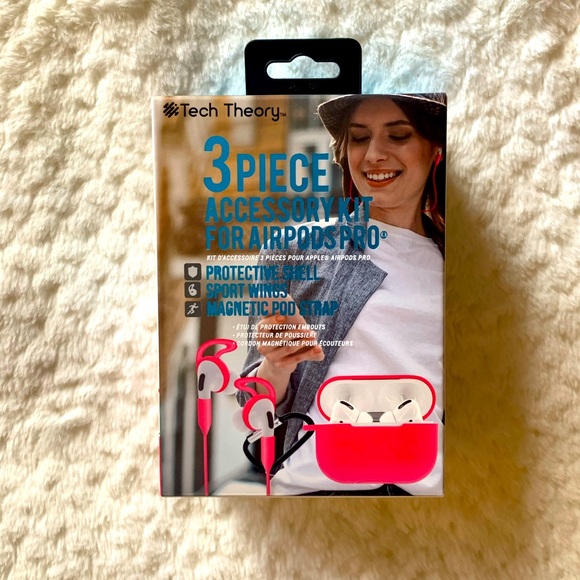 Tech Theory™
3 PIECE
ACCESSORY KIT
FOR AIRPODS PRO®
KIT D'ACCESSOIRE 3 PIÈCES POUR APPLE® AIRPODS PRO
PROTECTIVE SHELL
SPORT WINGS
MAGNETIC POD STRAP
• ÉTUI DE PROTECTION EMBOUTS
• PROTECTEUR DE POUSSIÈRE
CORDON MAGNÉTIQUE POUR ÉCOUTEURS